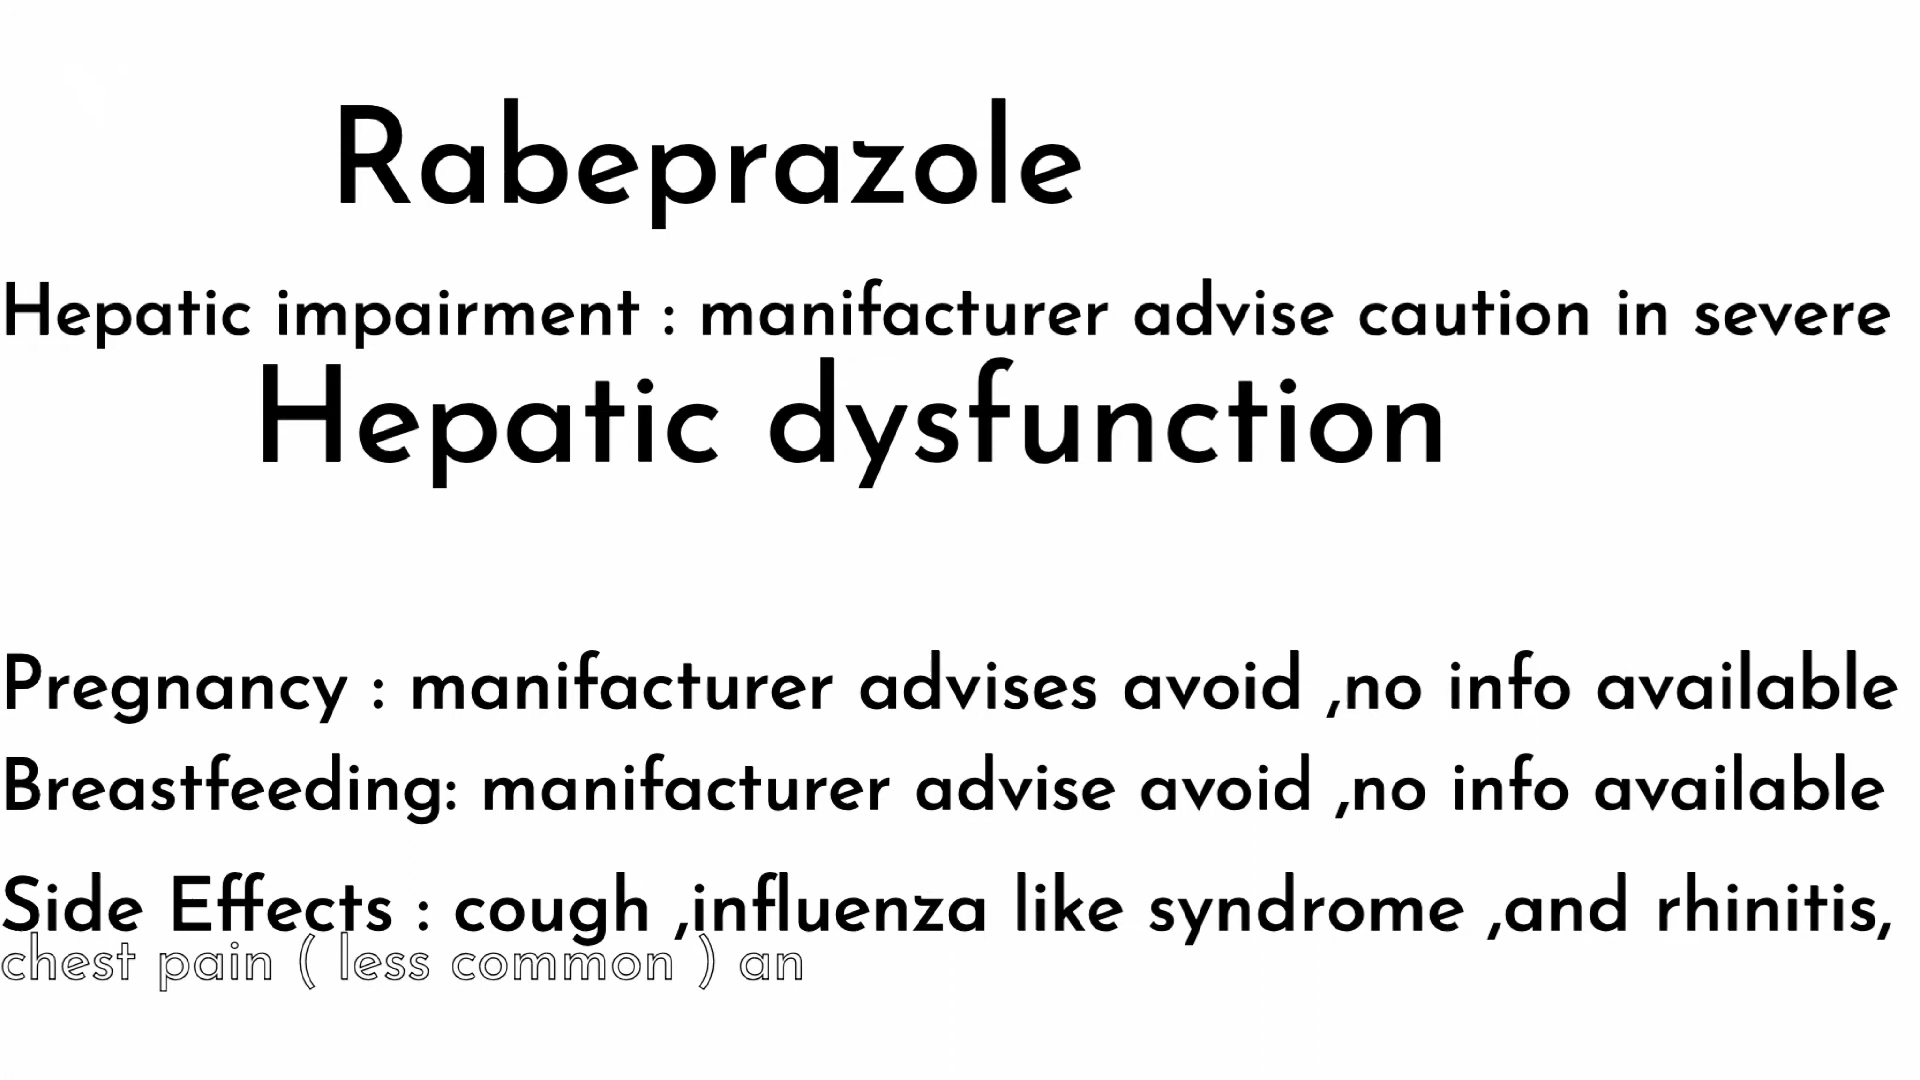 Rabeprazole
Hepatic impairment : manifacturer advise caution in severe
Hepatic dysfunction
Pregnancy : manifacturer advises avoid ,no info available
Breastfeeding: manifacturer advise avoid ,no info available
Side Effects : cough ,influenza like syndrome ,and rhinitis,
chest pain ( less common ) an